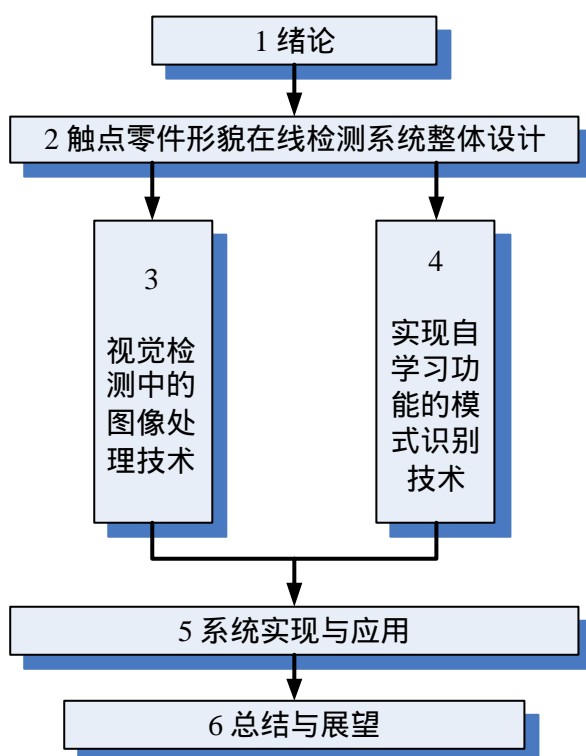 1 绪论
2 触点零件形貌在线检测系统整体设计
3
视觉检
测中的
图像处
理技术
4
实现自
学习功
能的模
式识别
技术
5 系统实现与应用
6 总结与展望